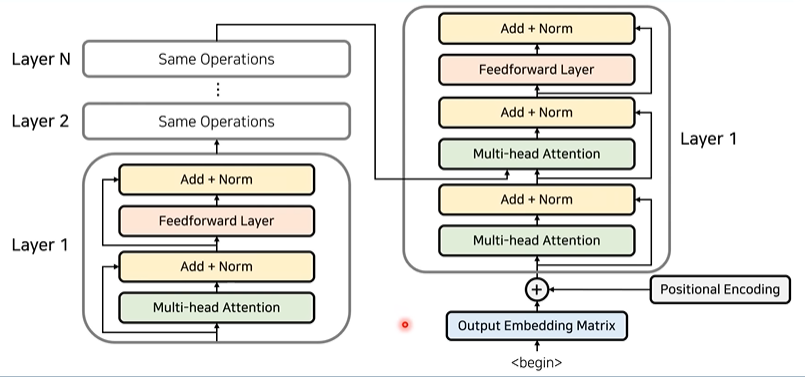 Layer N
Same Operations
Layer 2
Same Operations
Layer 1
Add + Norm
Feedforward Layer
Add + Norm
Multi-head Attention
Add + Norm
Feedforward Layer
Add + Norm
Multi-head Attention
Add + Norm
Multi-head Attention
Layer 1
+
Positional Encoding
Output Embedding Matrix
<begin>